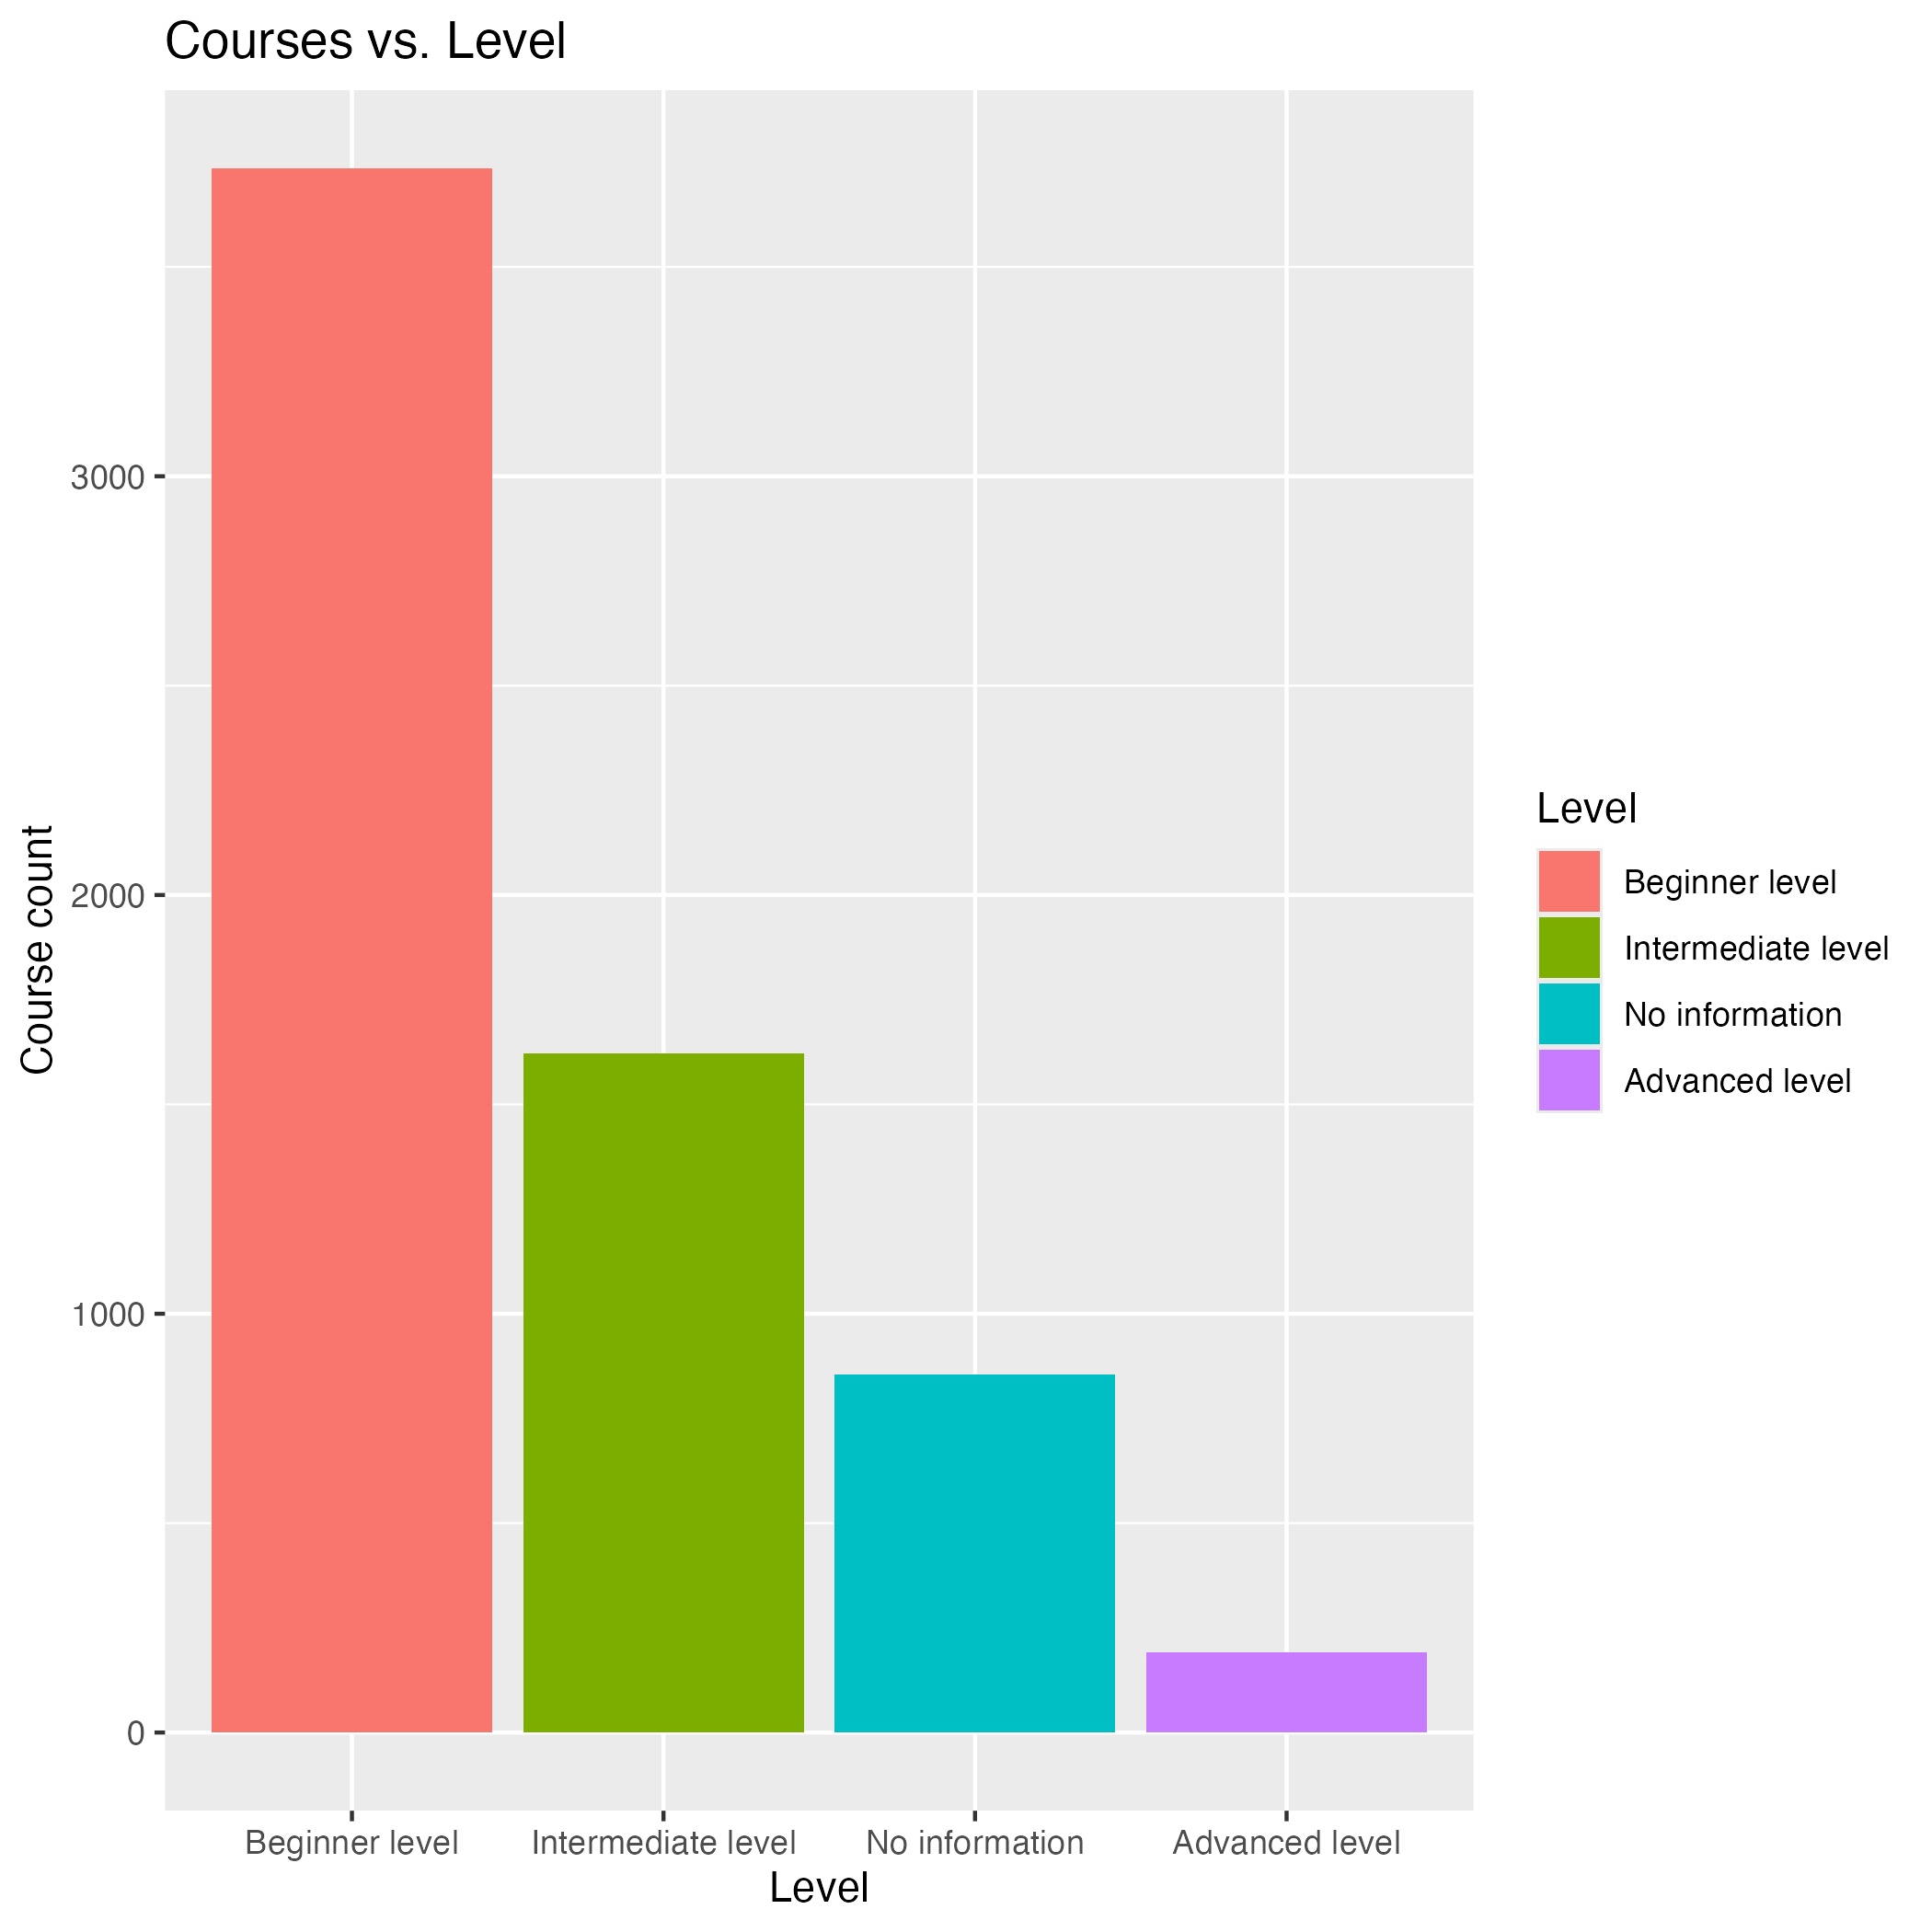 Courses vs. Level
Course count
3000
2000
1000
0
Beginner level
Intermediate level
No information
Advanced level
Level
Level
Beginner level
Intermediate level
No information
Advanced level